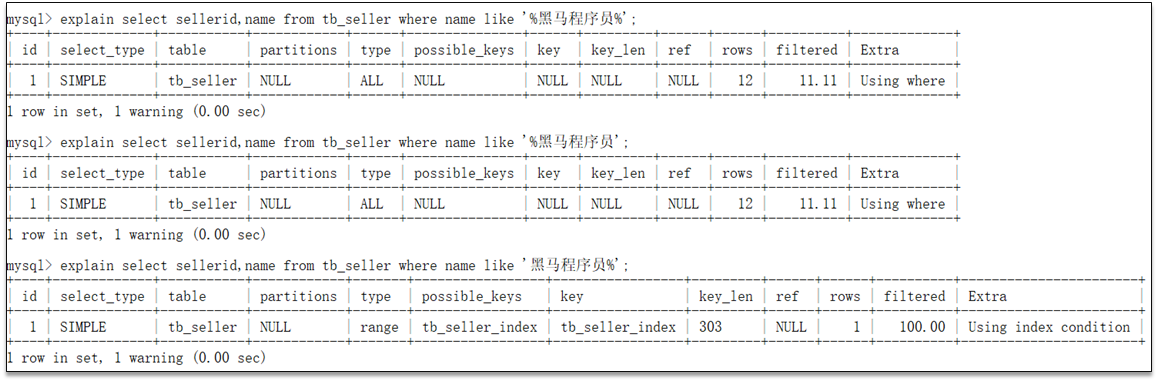 mysql> explain select sellerid,name from tb_seller where name like '%黑马程序员%';
+----+-------------+-----------+------------+------+---------------+------+---------+------+------+----------+-------------+
| id | select_type | table     | partitions | type | possible_keys | key  | key_len | ref  | rows | filtered | Extra       |
+----+-------------+-----------+------------+------+---------------+------+---------+------+------+----------+-------------+
|  1 | SIMPLE      | tb_seller | NULL       | ALL  | NULL          | NULL | NULL    | NULL |   12 |    11.11 | Using where |
+----+-------------+-----------+------------+------+---------------+------+---------+------+------+----------+-------------+
1 row in set, 1 warning (0.00 sec)
mysql> explain select sellerid,name from tb_seller where name like '%黑马程序员';
+----+-------------+-----------+------------+------+---------------+------+---------+------+------+----------+-------------+
| id | select_type | table     | partitions | type | possible_keys | key  | key_len | ref  | rows | filtered | Extra       |
+----+-------------+-----------+------------+------+---------------+------+---------+------+------+----------+-------------+
|  1 | SIMPLE      | tb_seller | NULL       | ALL  | NULL          | NULL | NULL    | NULL |   12 |    11.11 | Using where |
+----+-------------+-----------+------------+------+---------------+------+---------+------+------+----------+-------------+
1 row in set, 1 warning (0.00 sec)
mysql> explain select sellerid,name from tb_seller where name like '黑马程序员%';
+----+-------------+-----------+------------+-------+-----------------+-----------------+---------+------+------+----------+-----------------------+
| id | select_type | table     | partitions | type  | possible_keys   | key             | key_len | ref  | rows | filtered | Extra                 |
+----+-------------+-----------+------------+-------+-----------------+-----------------+---------+------+------+----------+-----------------------+
|  1 | SIMPLE      | tb_seller | NULL       | range | tb_seller_index | tb_seller_index | 303     | NULL |    1 |   100.00 | Using index condition |
+----+-------------+-----------+------------+-------+-----------------+-----------------+---------+------+------+----------+-----------------------+
1 row in set, 1 warning (0.00 sec)